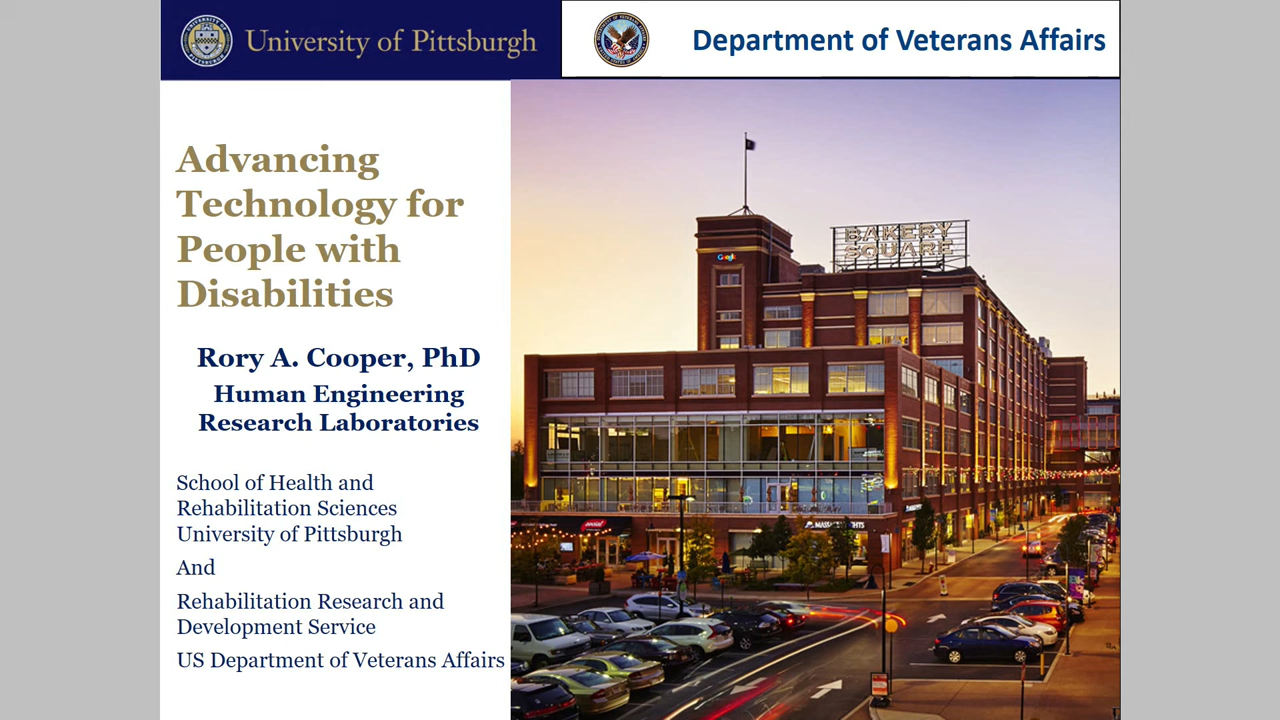 University of Pittsburgh
Department of Veterans Affairs
Advancing
Technology for
People with
Disabilities
Rory A. Cooper, PhD
Human Engineering
Research Laboratories
School of Health and
Rehabilitation Sciences
University of Pittsburgh
And
Rehabilitation Research and
Development Service
US Department of Veterans Affairs
BAKERY
SQUARE
Google
social